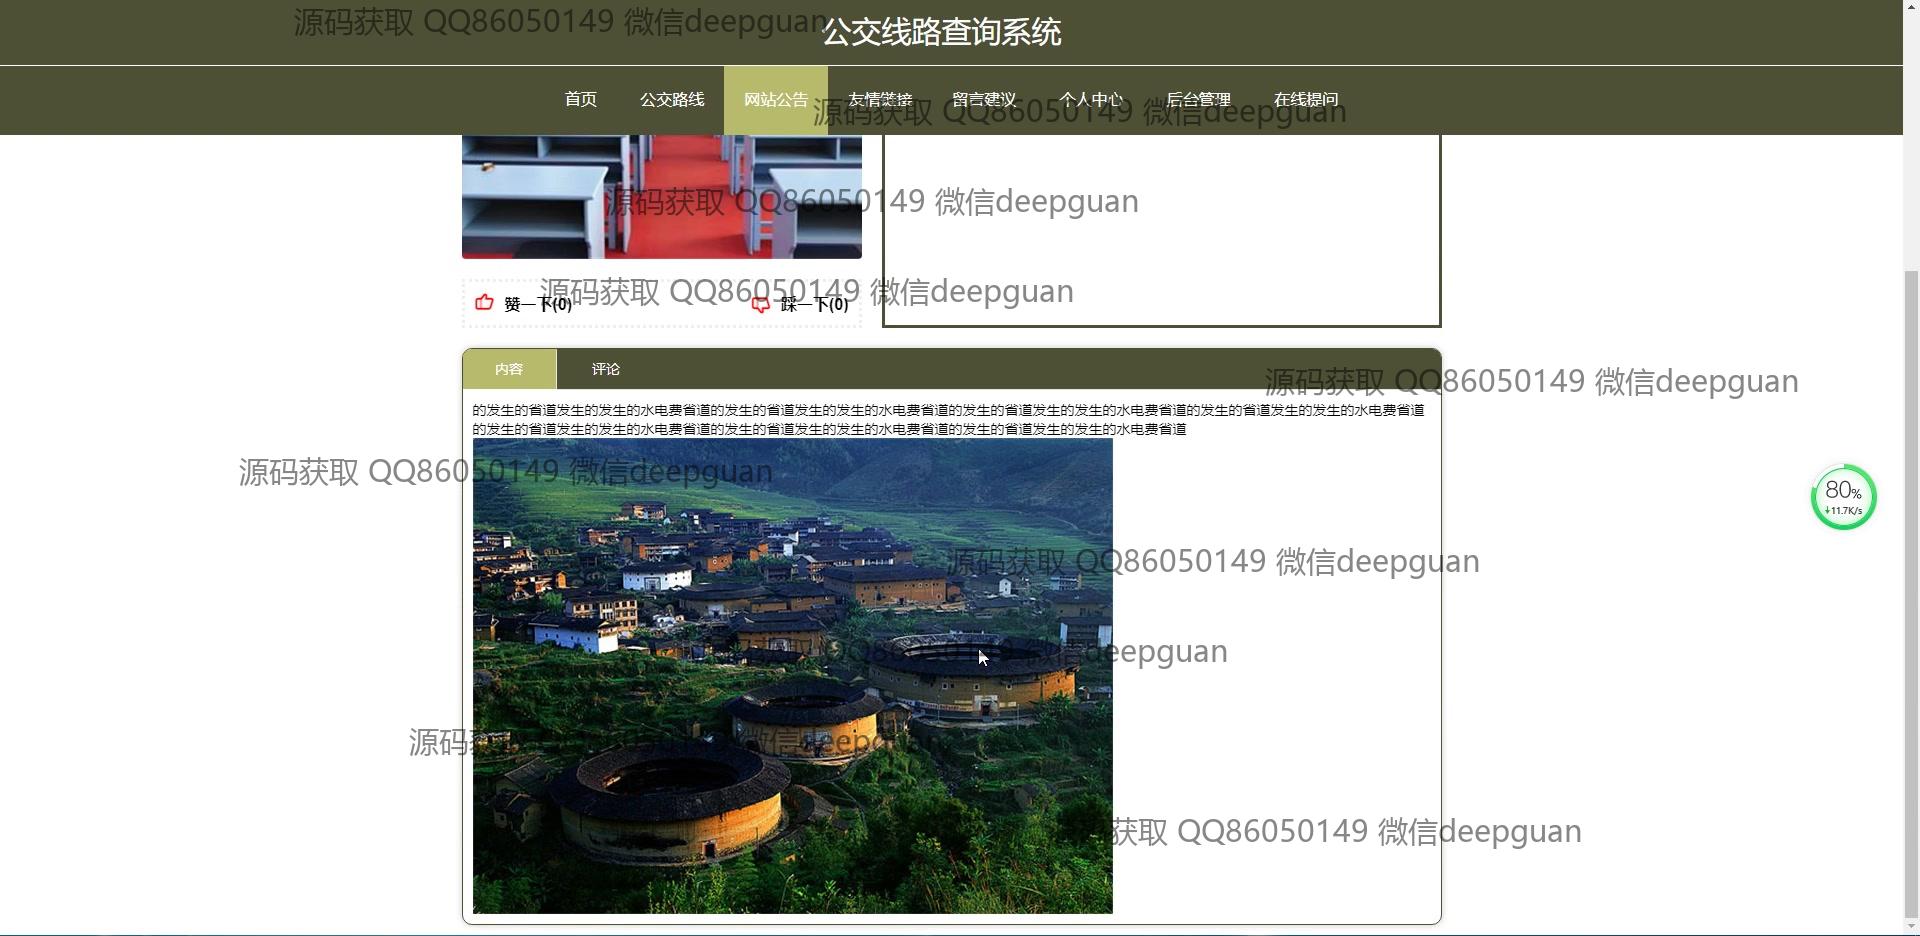 源码获取 QQ86050149 微信deepguan
公交线路查询系统
首页 公交路线 网站公告 友情链接 留言建议 个人中心 后台管理 在线提问
源码获取 QQ86050149 微信deepguan
源码获取 QQ86050149 微信deepguan
源码获取 QQ86050149 微信deepguan
赞一下(0) 踩一下(0)
内容 评论
源码获取 QQ86050149 微信deepguan
的发生的省道发生的发生的水电费省道的发生的省道发生的发生的水电费省道的发生的省道发生的发生的水电费省道的发生的省道发生的发生的水电费省道
的发生的省道发生的发生的水电费省道的发生的省道发生的发生的水电费省道的发生的省道发生的发生的水电费省道
源码获取 QQ86050149 微信deepguan
80%
11.7K/s
源码获取 QQ86050149 微信deepguan
QQ86050149 微信deepguan
源码 微信deepguan
获取 QQ86050149 微信deepguan